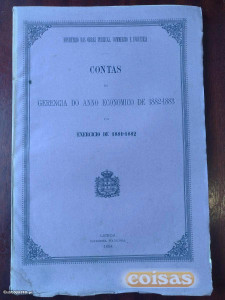 MINISTERIO DAS OBRAS PUBLICAS, COMMERCIO E INDUSTRIA
CONTAS
DA
GERENCIA DO ANNO ECONOMICO DE 1882-1883
E DO
EXERCICIO DE 1881-1882
LISBOA
IMPRENSA NACIONAL
coisas